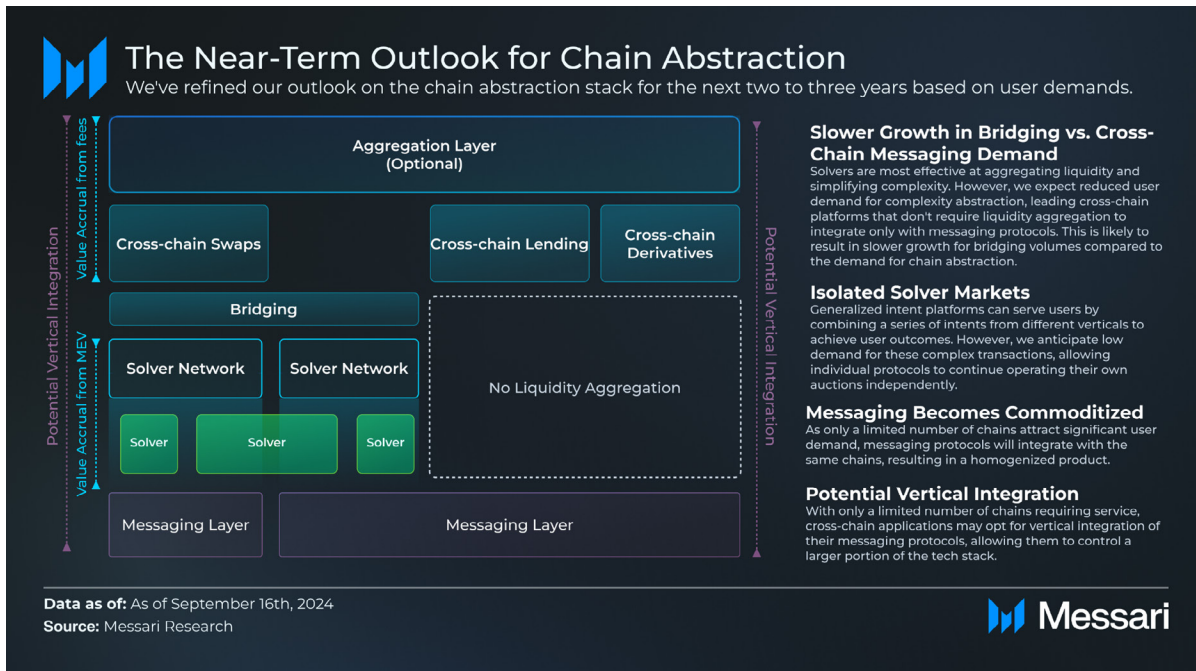 The Near-Term Outlook for Chain Abstraction
We've refined our outlook on the chain abstraction stack for the next two to three years based on user demands.
Potential Vertical Integration
Value Accrual from fees
Value Accrual from MEV
Aggregation Layer
(Optional)
Cross-chain Swaps
Cross-chain Lending
Cross-chain
Derivatives
Bridging
Solver Network
Solver Network
No Liquidity Aggregation
Solver
Solver
Solver
Messaging Layer
Messaging Layer
Potential Vertical Integration
Slower Growth in Bridging vs. Cross-
Chain Messaging Demand
Solvers are most effective at aggregating liquidity and
simplifying complexity. However, we expect reduced user
demand for complexity abstraction, leading cross-chain
platforms that don't require liquidity aggregation to
integrate only with messaging protocols. This is likely to
result in slower growth for bridging volumes compared to
the demand for chain abstraction.
Isolated Solver Markets
Generalized intent platforms can serve users by
combining a series of intents from different verticals to
achieve user outcomes. However, we anticipate low
demand for these complex transactions, allowing
individual protocols to continue operating their own
auctions independently.
Messaging Becomes Commoditized
As only a limited number of chains attract significant user
demand, messaging protocols will integrate with the
same chains, resulting in a homogenized product.
Potential Vertical Integration
With only a limited number of chains requiring service,
cross-chain applications may opt for vertical integration of
their messaging protocols, allowing them to control a
larger portion of the tech stack.
Data as of: As of September 16th, 2024
Source: Messari Research
Messari